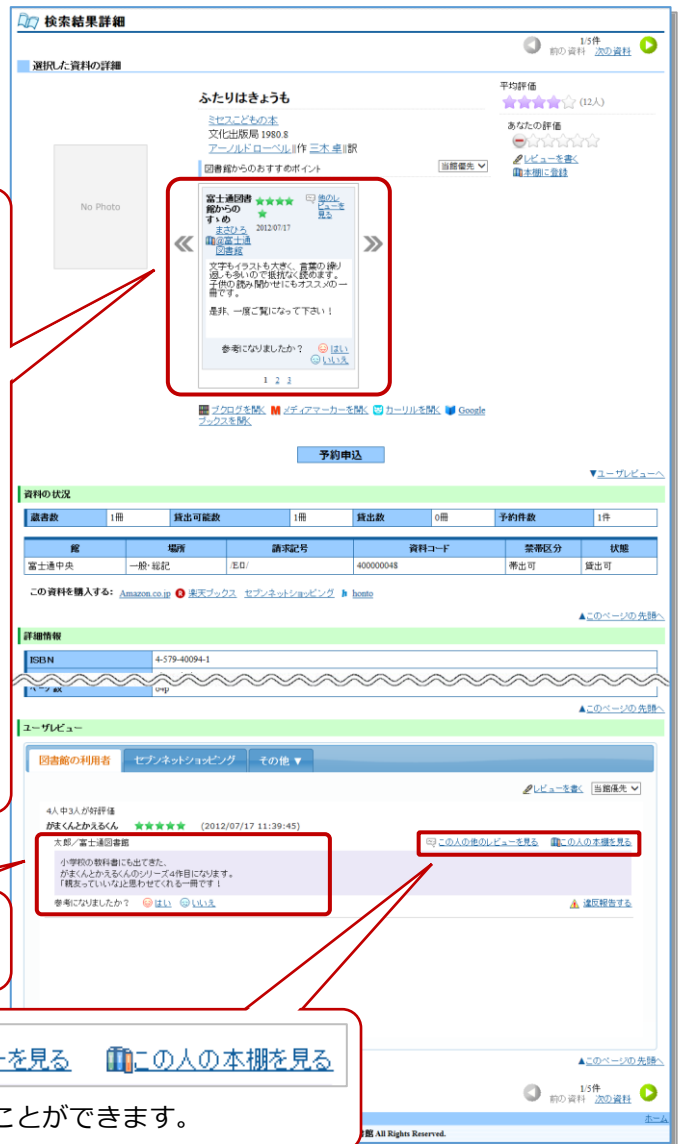 検索結果詳細
1/5件
前の資料 次の資料
選択した資料の詳細
平均評価
(12人)
あなたの評価
レビューを書く
本棚に登録
No Photo
ふたりはきょうも
ミセスこどもの本
文化出版局 1980.8
アーノルド ローベル∥作 三木 卓∥訳
図書館からのおすすめポイント 当館優先
富士通図書館からのすゝめ
★★★★★
2012/07/17
他のレビューを見る
まさひろ@富士通図書館
文字もイラストも大きく、言葉の繰り
返しも多いので抵抗なく読めます。
子供の読み聞かせにもオススメの一
冊です。
是非、一度ご覧になって下さい！
参考になりましたか？ はい
いいえ
1 2 3
ブクログを開く メディアマーカーを開く カーリルを開く Google
ブックスを開く
予約申込
▼ユーザレビューへ
資料の状況
蔵書数 1冊 貸出可能数 1冊 貸出数 0冊 予約件数 1件
館 場所 請求記号 資料コード 禁帯区分 状態
富士通中央 一般・総記 /E0/ 400000048 帯出可 貸出可
この資料を購入する： Amazon.co.jp 楽天ブックス セブンネットショッピング honto
▲このページの先頭へ
詳細情報
ISBN 4-579-40094-1
▲このページの先頭へ
ユーザレビュー
図書館の利用者 セブンネットショッピング その他 ▼
レビューを書く 当館優先
4人中3人が好評価
がまくんとかえるくん ★★★★★ (2012/07/17 11:39:45)
太郎／富士通図書館 この人の他のレビューを見る この人の本棚を見る
小学校の教科書にも出てきた、
がまくんとかえるくんのシリーズ4作目になります。
「親友っていいな」と思わせてくれる一冊です！
参考になりましたか？ はい いいえ 違反報告する
ーを見る この人の本棚を見る
ことができます。
▲このページの先頭へ
1/5件
前の資料 次の資料
ホーム
館 All Rights Reserved.